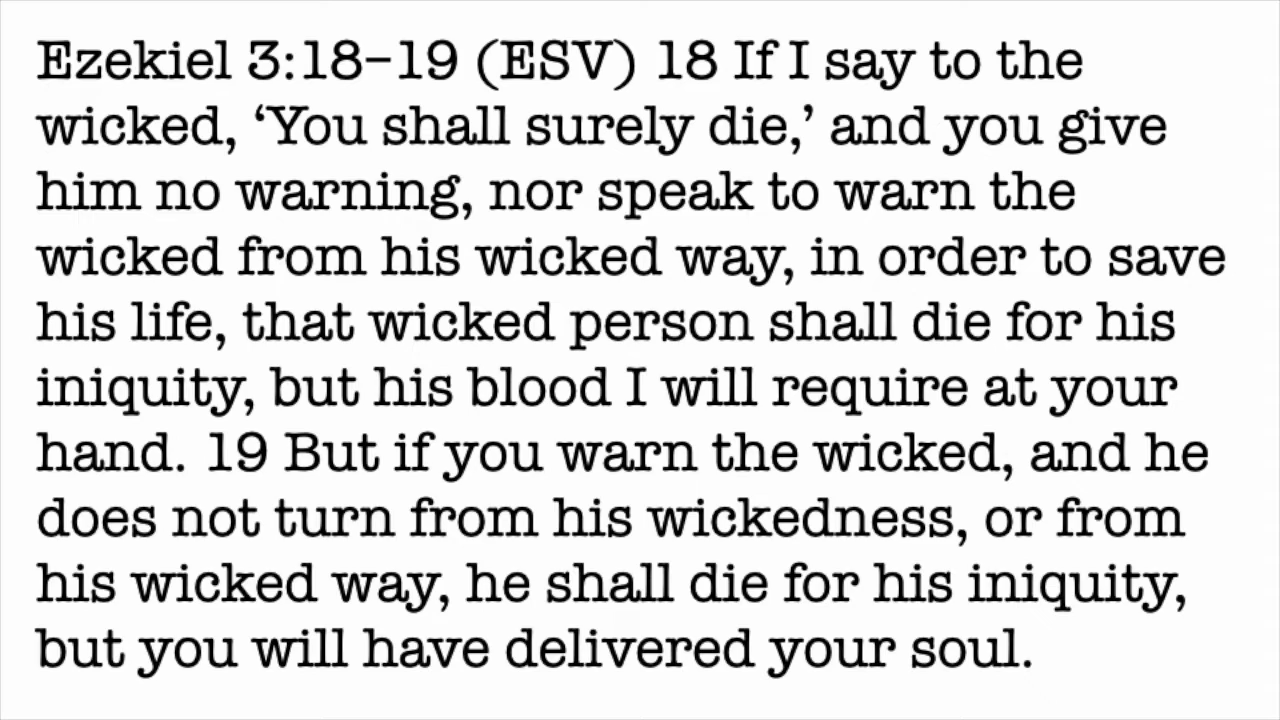 Ezekiel 3:18–19 (ESV) 18 If I say to the
wicked, ‘You shall surely die,’ and you give
him no warning, nor speak to warn the
wicked from his wicked way, in order to save
his life, that wicked person shall die for his
iniquity, but his blood I will require at your
hand. 19 But if you warn the wicked, and he
does not turn from his wickedness, or from
his wicked way, he shall die for his iniquity,
but you will have delivered your soul.